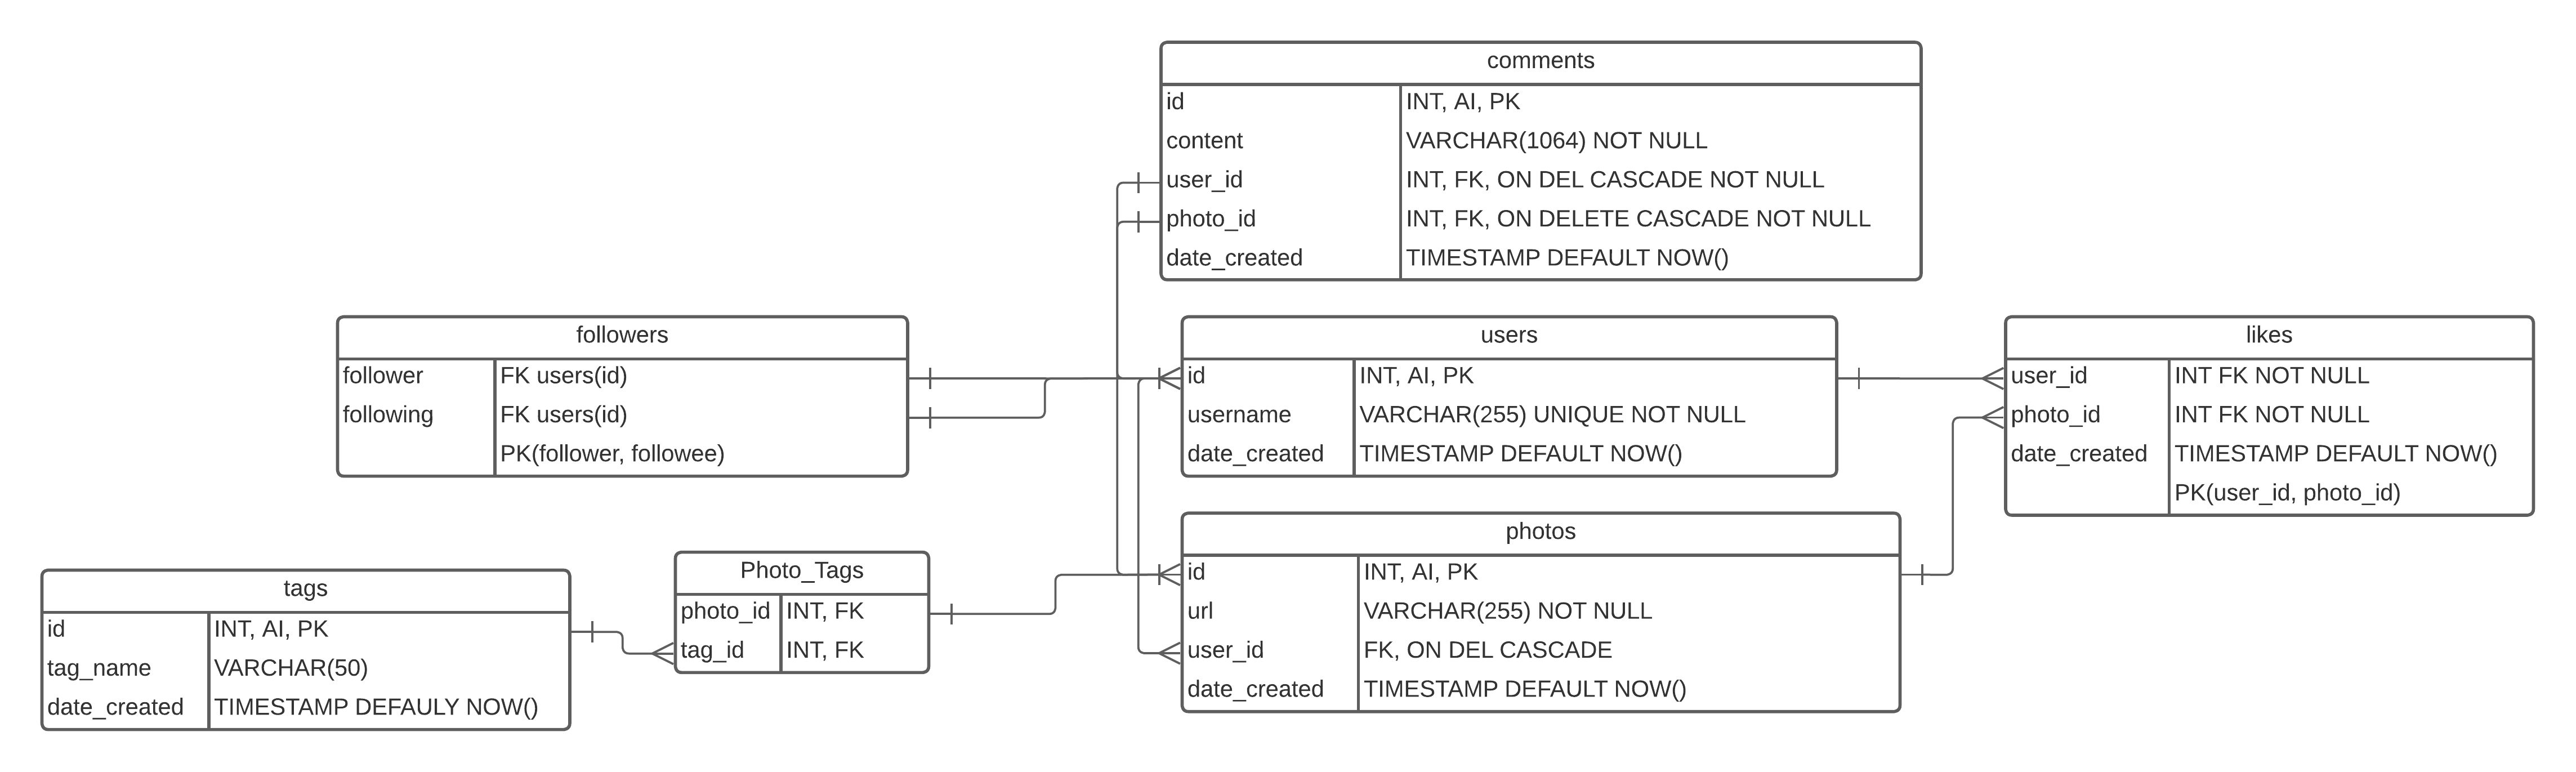 comments
id INT, AI, PK
content VARCHAR(1064) NOT NULL
user_id INT, FK, ON DEL CASCADE NOT NULL
photo_id INT, FK, ON DELETE CASCADE NOT NULL
date_created TIMESTAMP DEFAULT NOW()
followers
follower FK users(id)
following FK users(id)
PK(follower, followee)
users
id INT, AI, PK
username VARCHAR(255) UNIQUE NOT NULL
date_created TIMESTAMP DEFAULT NOW()
likes
user_id INT FK NOT NULL
photo_id INT FK NOT NULL
date_created TIMESTAMP DEFAULT NOW()
PK(user_id, photo_id)
tags
id INT, AI, PK
tag_name VARCHAR(50)
date_created TIMESTAMP DEFAULY NOW()
Photo_Tags
photo_id INT, FK
tag_id INT, FK
photos
id INT, AI, PK
url VARCHAR(255) NOT NULL
user_id FK, ON DEL CASCADE
date_created TIMESTAMP DEFAULT NOW()